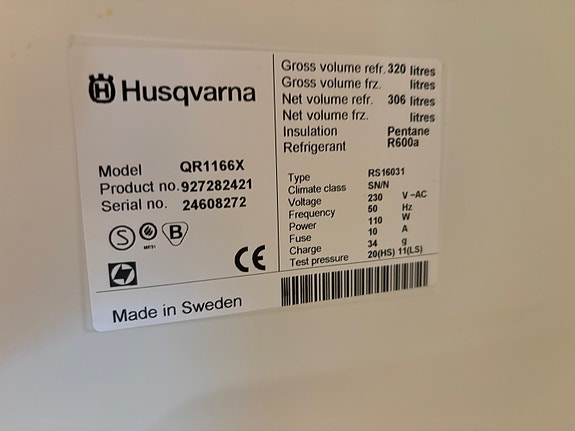 Husqvarna
Model QR1166X
Product no. 927282421
Serial no. 24608272
S B
CE
Made in Sweden
Gross volume refr. 320 litres
Gross volume frz. litres
Net volume refr. 306 litres
Net volume frz. litres
Insulation Pentane
Refrigerant R600a
Type RS16031
Climate class SN/N
Voltage 230 V ~AC
Frequency 50 Hz
Power 110 W
Fuse 10 A
Charge 34 g
Test pressure 20(HS) 11(LS)